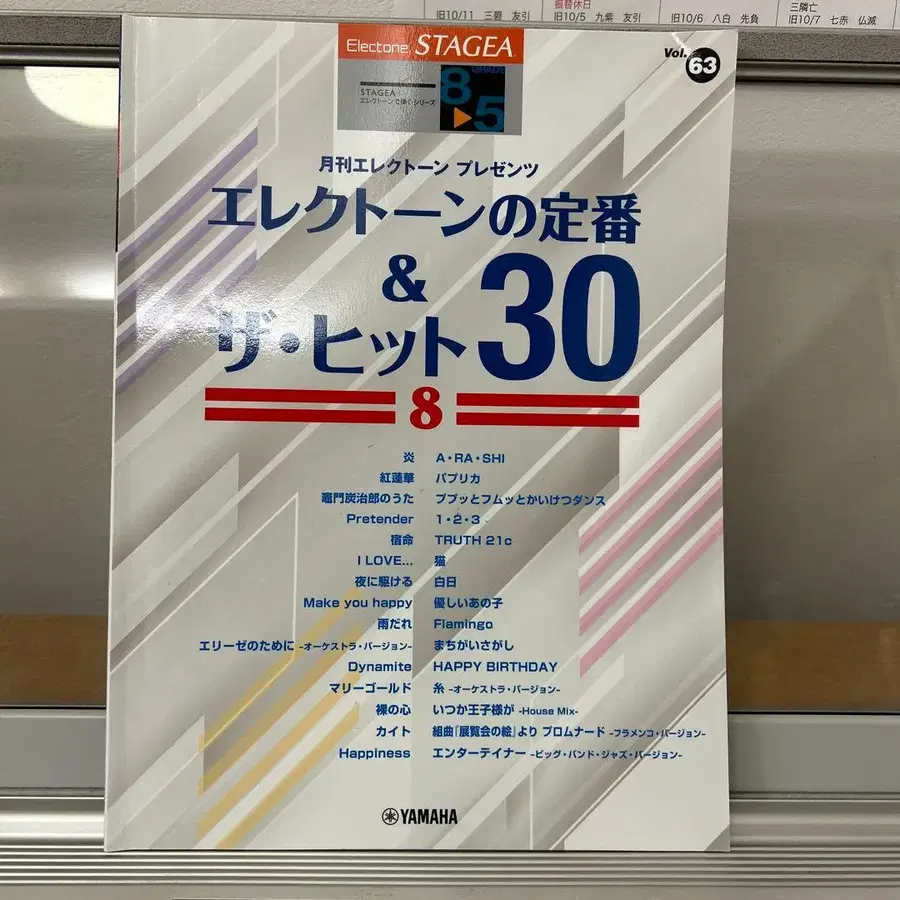 旧10/11 三碧 友引
振替休日
旧10/5 九紫 友引
旧10/6 八白 先負
三隣亡
旧10/7 七赤 仏滅
Electone STAGEA
Vol. 63
GRADE
8▶5
STAGEA
エレクトーンで弾く・シリーズ
月刊エレクトーン プレゼンツ
エレクトーンの定番
&
ザ・ヒット30
8
炎 A・RA・SHI
紅蓮華 パプリカ
竈門炭治郎のうた ププッとフムッとかいけつダンス
Pretender 1・2・3
宿命 TRUTH 21c
I LOVE... 猫
夜に駆ける 白日
Make you happy 優しいあの子
雨だれ Flamingo
エリーゼのために -オーケストラ・バージョン- まちがいさがし
Dynamite HAPPY BIRTHDAY
マリーゴールド 糸 -オーケストラ・バージョン-
裸の心 いつか王子様が -House Mix-
カイト 組曲『展覧会の絵』より プロムナード -フラメンコ・バージョン-
Happiness エンターテイナー -ビッグ・バンド・ジャズ・バージョン-
YAMAHA